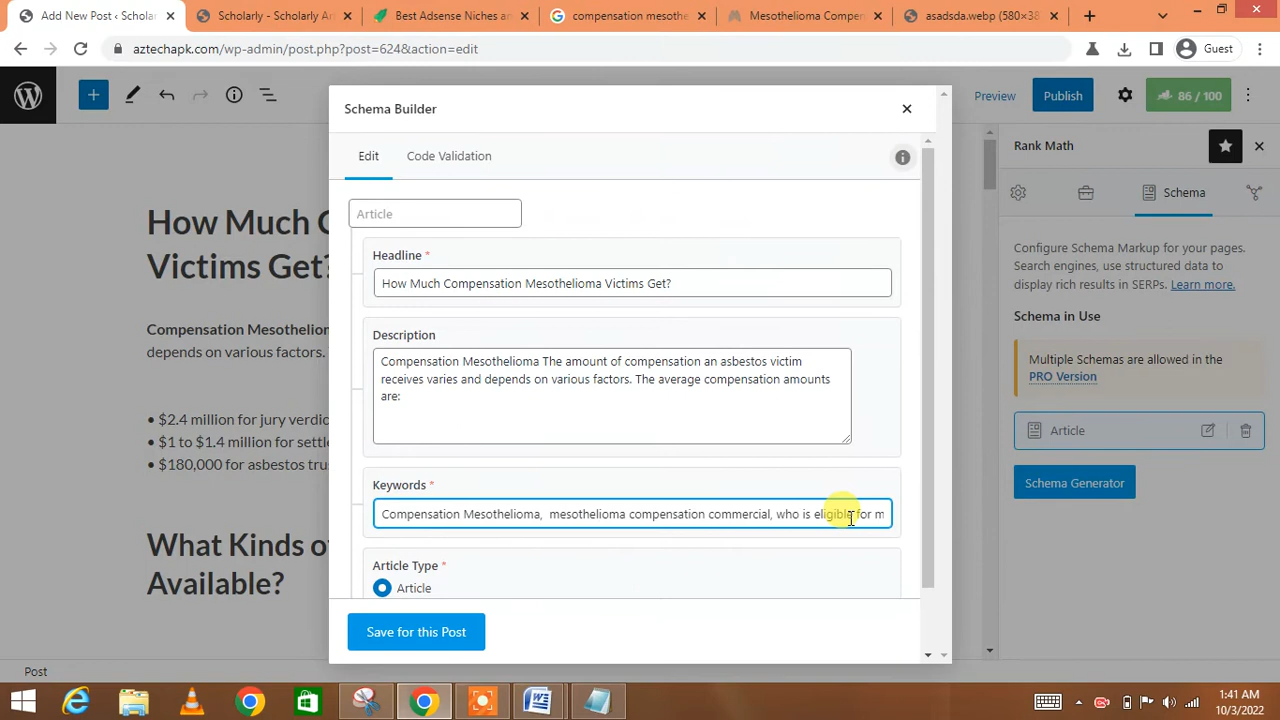 Add New Post ‹ Scholar
Scholarly - Scholarly Ar
Best Adsense Niches an
compensation mesothe
Mesothelioma Compen
asadsda.webp (580×38
aztechapk.com/wp-admin/post.php?post=624&action=edit
Guest
Preview
Publish
86 / 100
Schema Builder
Rank Math
Edit
Code Validation
Schema
Article
How Much C
Victims Get?
Headline *
How Much Compensation Mesothelioma Victims Get?
Configure Schema Markup for your pages.
Search engines, use structured data to
display rich results in SERPs. Learn more.
Schema in Use
Compensation Mesothelion
depends on various factors.
Description
Compensation Mesothelioma The amount of compensation an asbestos victim
receives varies and depends on various factors. The average compensation amounts
are:
Multiple Schemas are allowed in the
PRO Version
• $2.4 million for jury verdic
• $1 to $1.4 million for settle
• $180,000 for asbestos trus
Article
Schema Generator
Keywords *
Compensation Mesothelioma,  mesothelioma compensation commercial, who is eligible for m
What Kinds of
Available?
Article Type *
Article
Save for this Post
Post
1:41 AM
10/3/2022